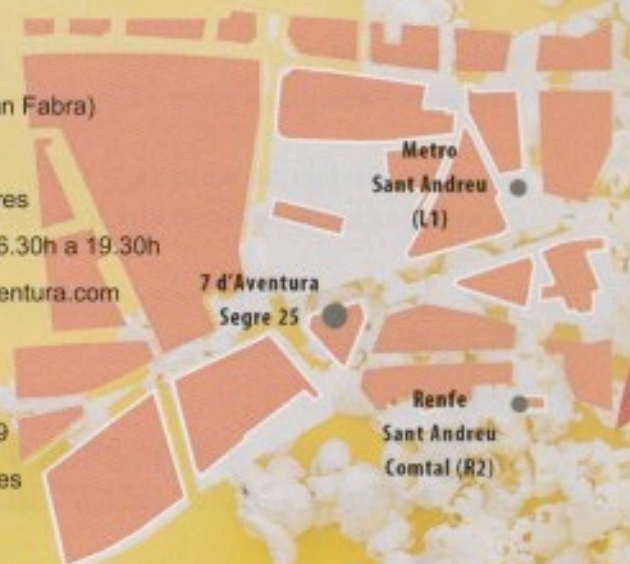 n Fabra)
res
6.30h a 19.30h
entura.com
9
es
Metro
Sant Andreu
(L1)
7 d'Aventura
Segre 25
Renfe
Sant Andreu
Comtal (R2)